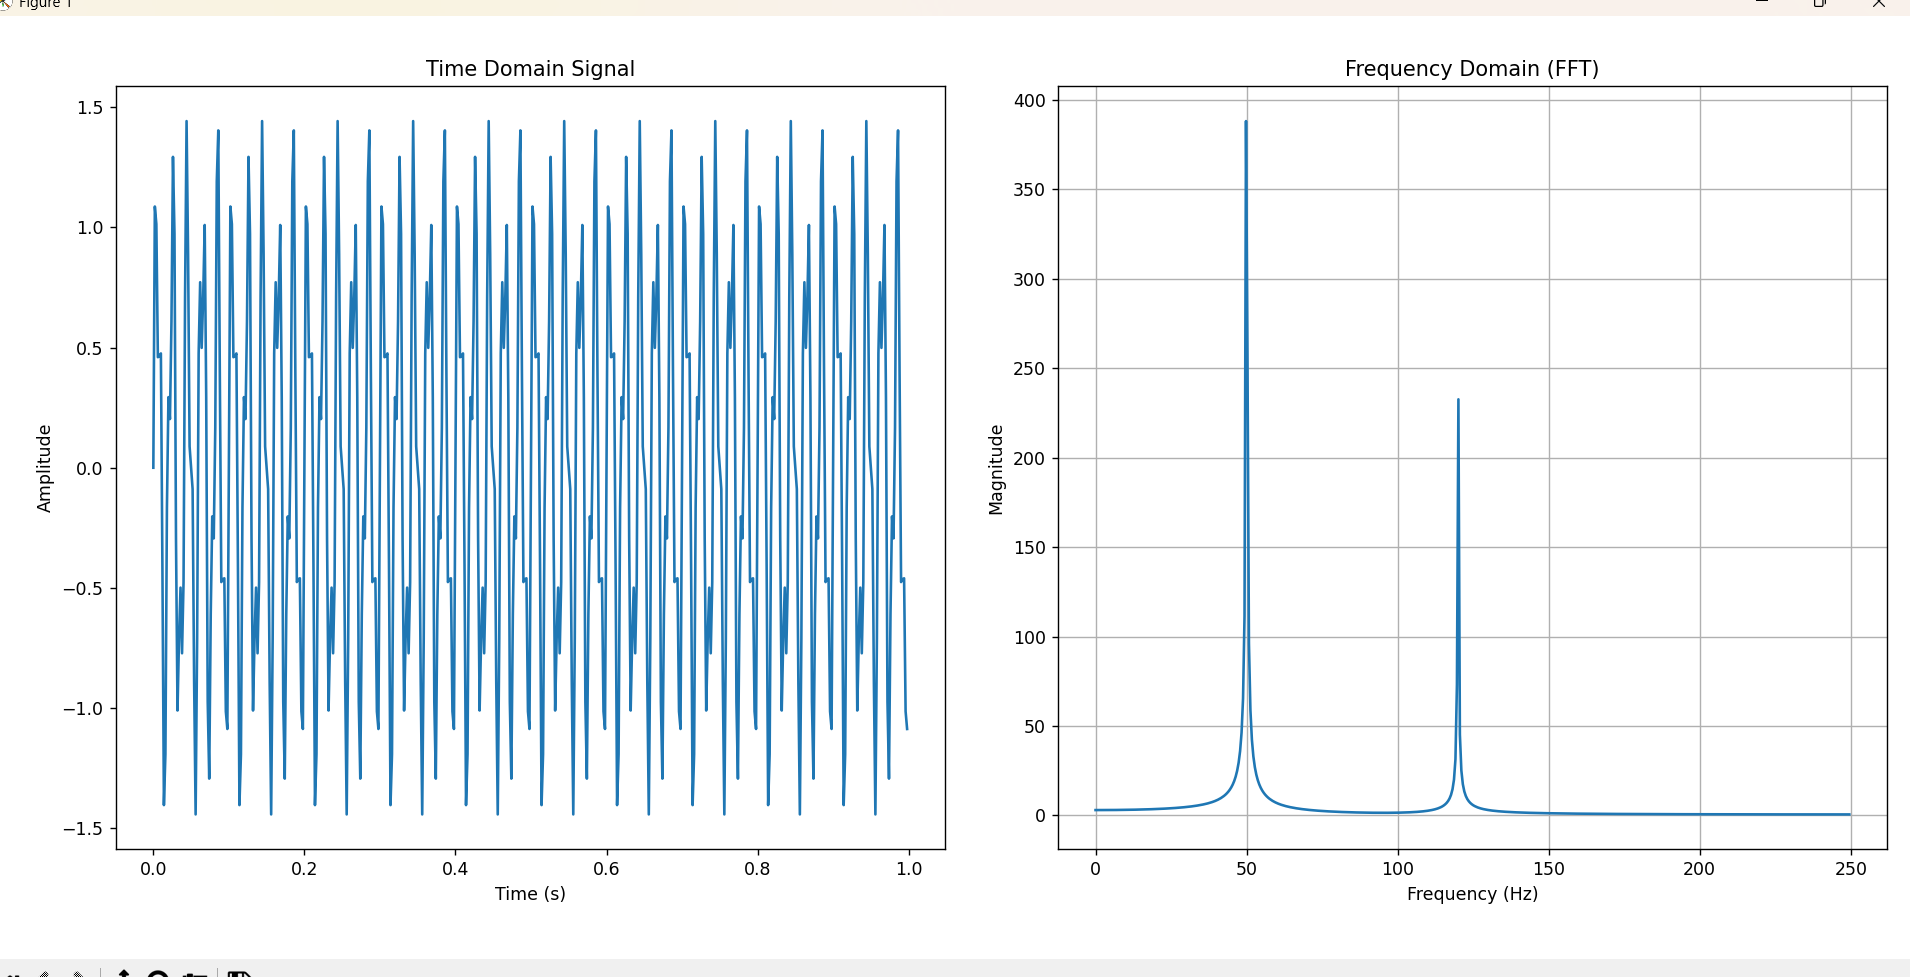 Figure 1
Time Domain Signal
1.5
1.0
0.5
0.0
−0.5
−1.0
−1.5
Amplitude
0.0 0.2 0.4 0.6 0.8 1.0
Time (s)
Frequency Domain (FFT)
400
350
300
250
200
150
100
50
0
Magnitude
0 50 100 150 200 250
Frequency (Hz)